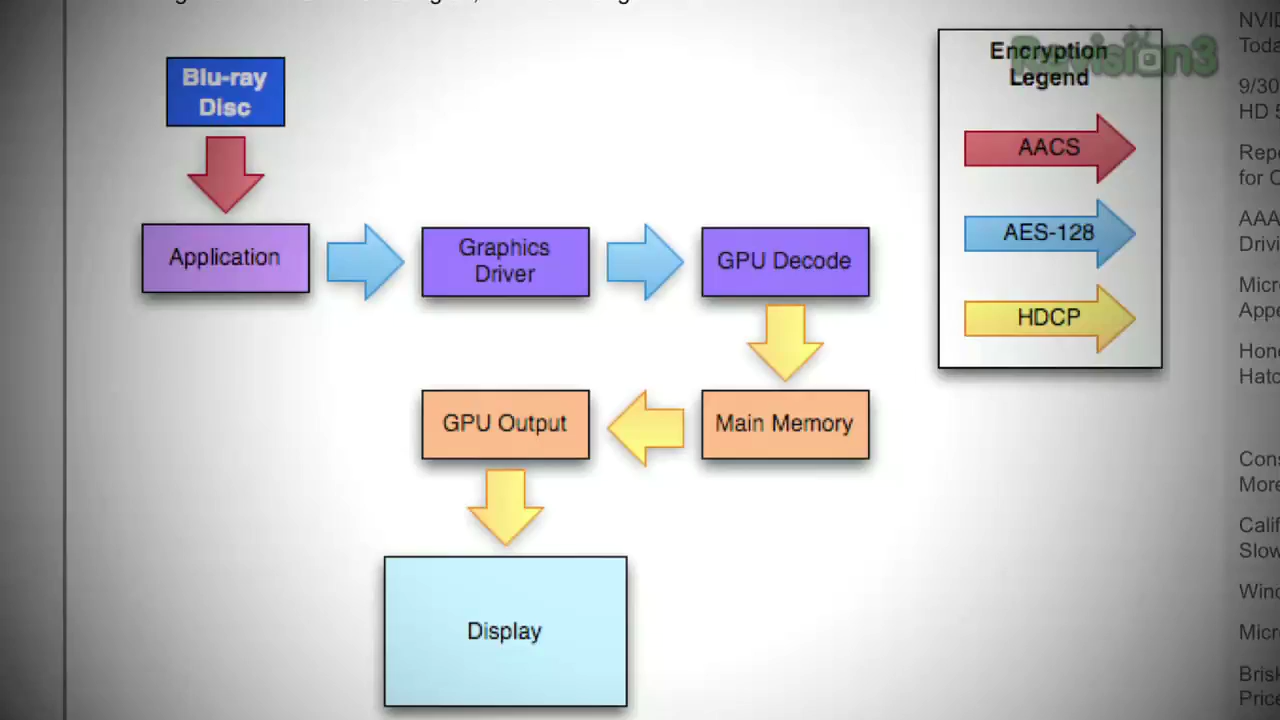 Blu-ray
Disc
Encryption
Legend
Revision3
AACS
Application
Graphics
Driver
GPU Decode
AES-128
HDCP
GPU Output
Main Memory
Display
NVID
Toda
9/30
HD 5
Repo
for C
AAA
Drivi
Micr
Appe
Hon
Hatc
Cons
More
Calif
Slow
Wind
Micr
Brisk
Price